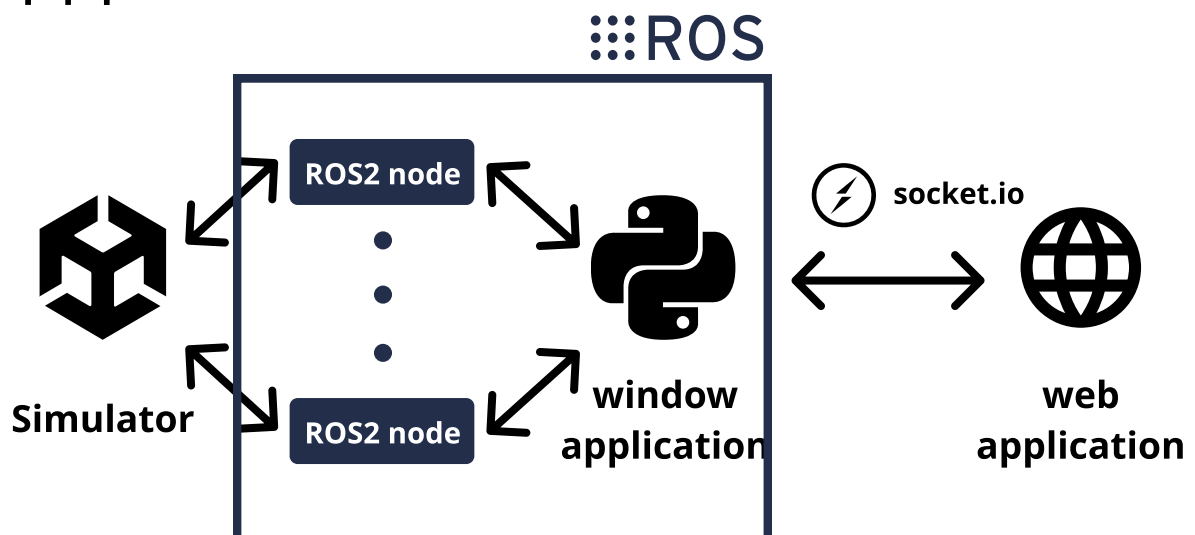 ROS
ROS2 node
socket.io
ROS2 node
Simulator
window
application
web
application